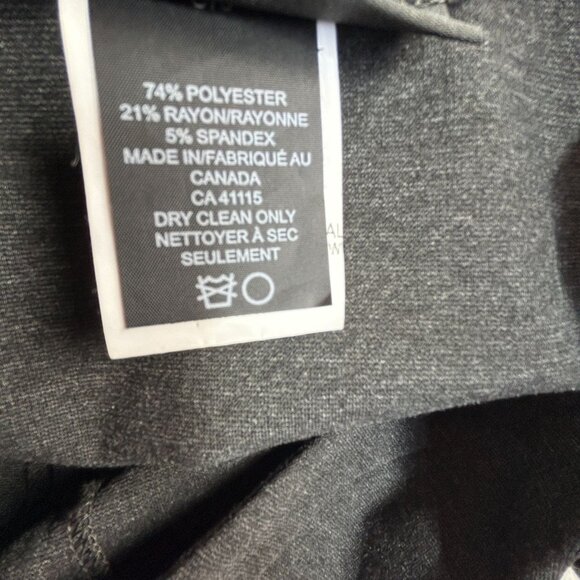 74% POLYESTER
21% RAYON/RAYONNE
5% SPANDEX
MADE IN/FABRIQUÉ AU
CANADA
CA 41115
DRY CLEAN ONLY
NETTOYER À SEC
SEULEMENT